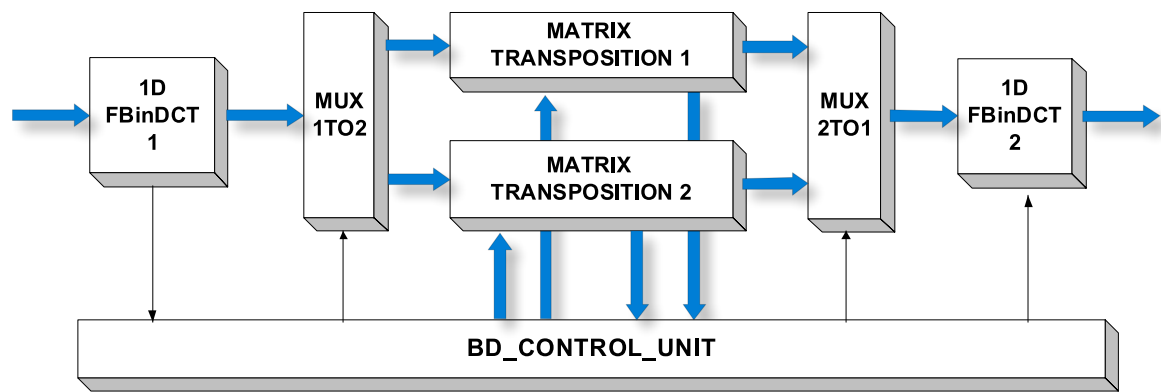 1D
FBinDCT
1
MUX
1TO2
MATRIX
TRANSPOSITION 1
MATRIX
TRANSPOSITION 2
MUX
2TO1
1D
FBinDCT
2
BD_CONTROL_UNIT